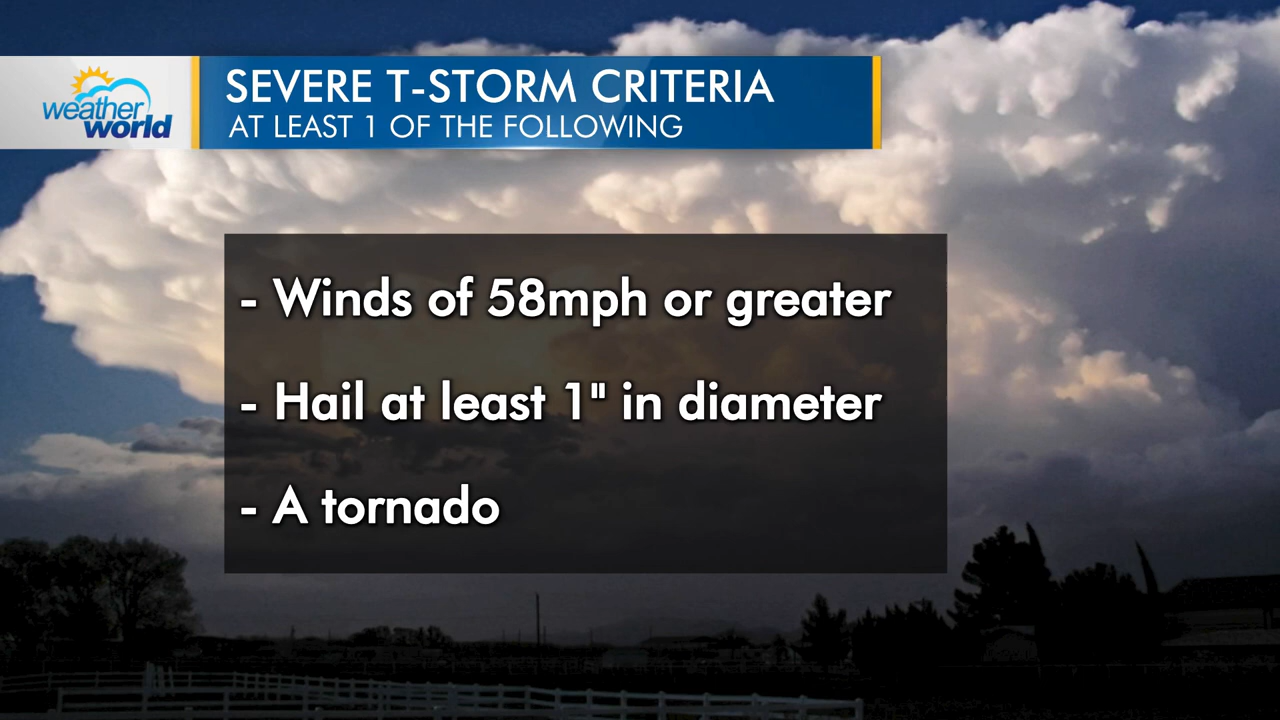 weather
world
SEVERE T-STORM CRITERIA
AT LEAST 1 OF THE FOLLOWING
- Winds of 58mph or greater
- Hail at least 1" in diameter
- A tornado